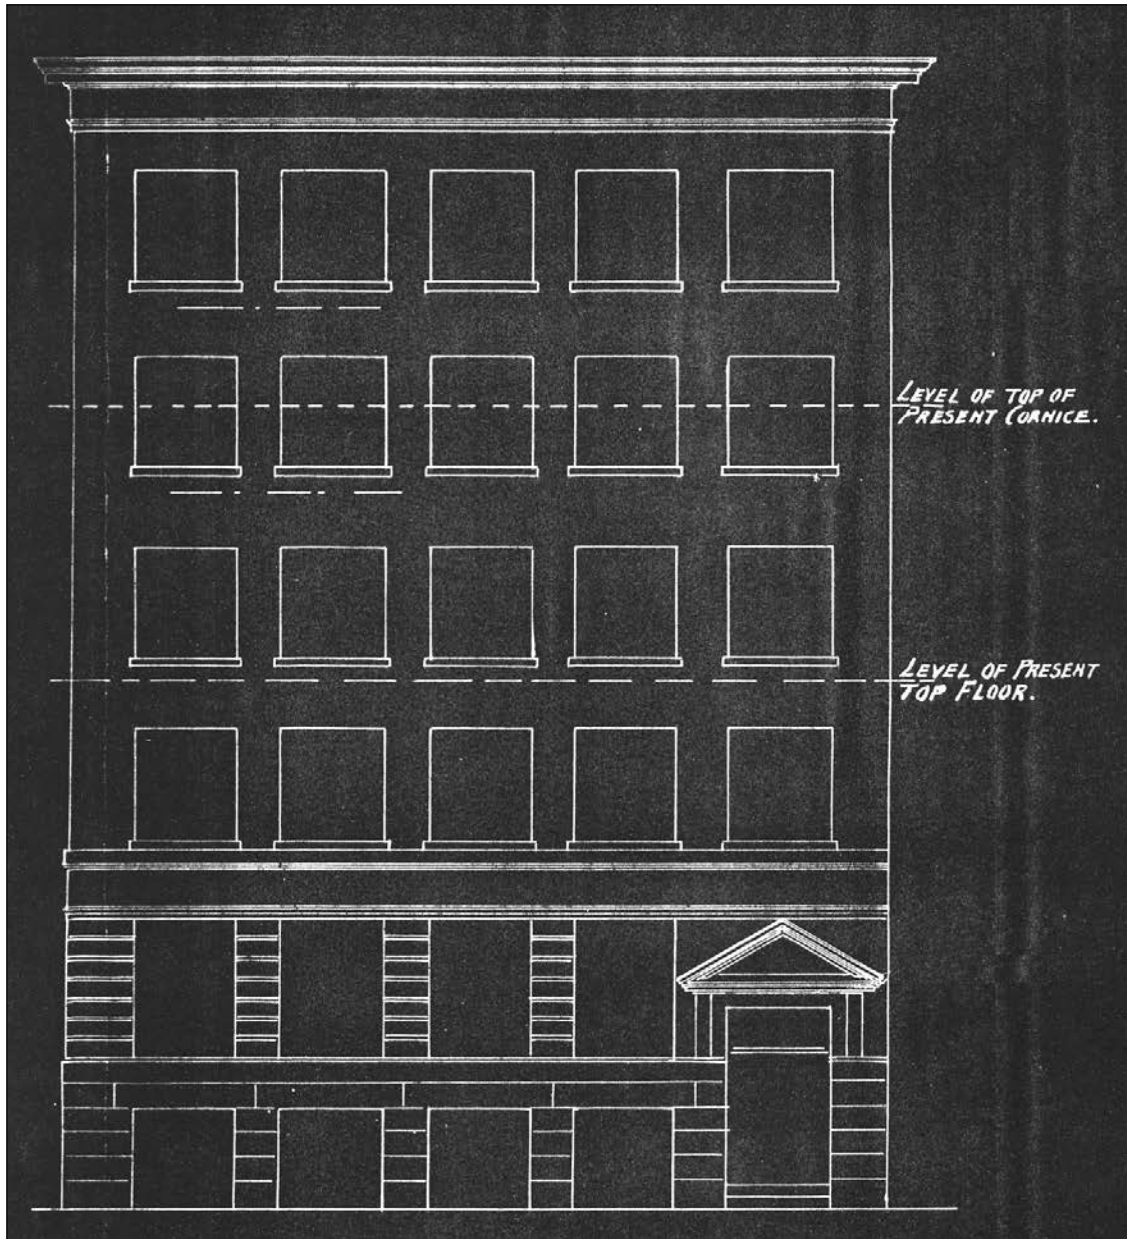 LEVEL OF TOP OF
PRESENT CORNICE.
LEVEL OF PRESENT
TOP FLOOR.